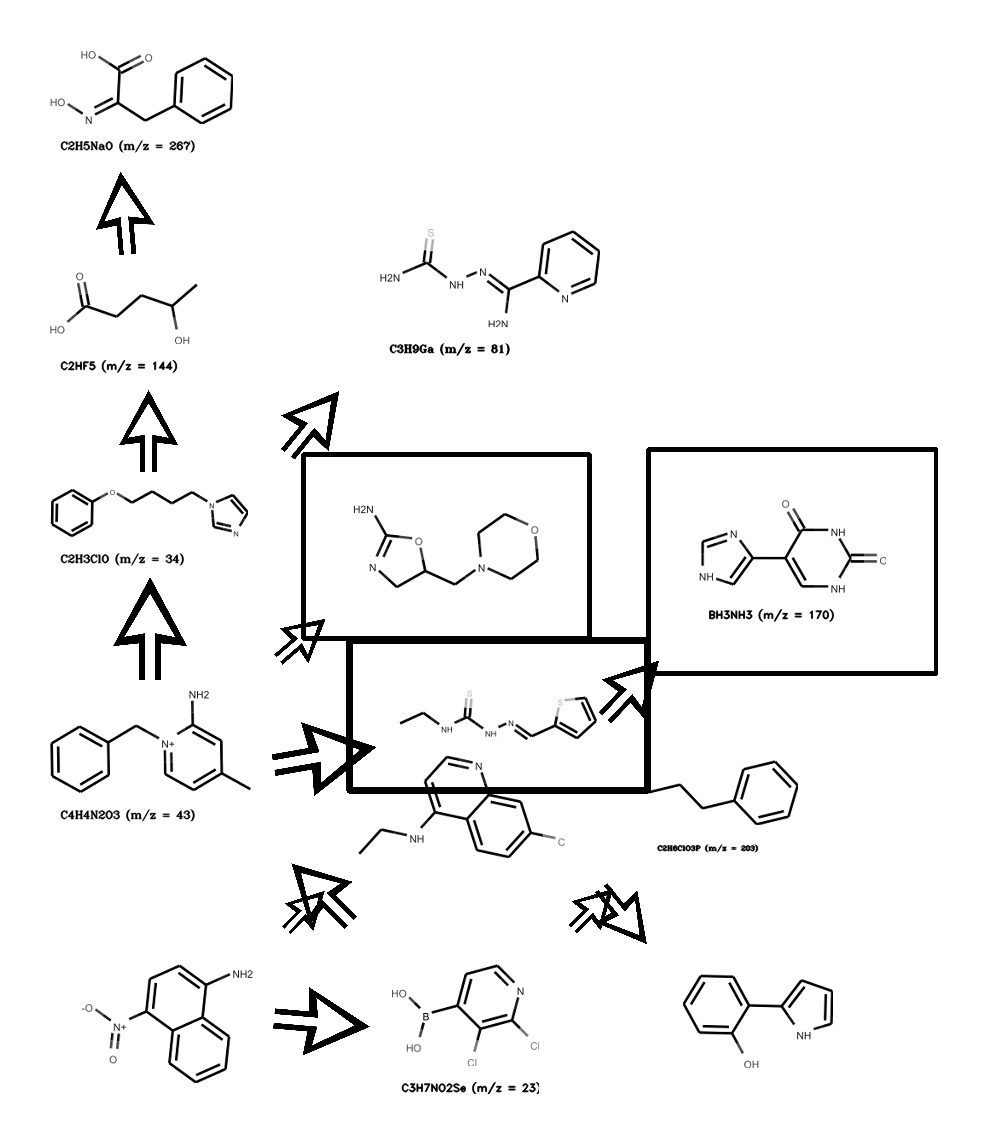 HO
O
HO
N
C2H5NaO (m/z = 267)
O
HO
OH
C2HF5 (m/z = 144)
S
H2N
NH
N
N
H2N
C3H9Ga (m/z = 81)
O
N
N
C2H3ClO (m/z = 34)
H2N
O
N
N
O
O
N
NH
NH
O
NH
BH3NH3 (m/z = 170)
NH2
N+
C4H4N2O3 (m/z = 43)
S
NH
NH
N
S
N
NH
C
C2H6ClO3P (m/z = 203)
NH2
-O
N+
O
HO
B
HO
N
Cl
Cl
C3H7NO2Se (m/z = 23)
NH
OH